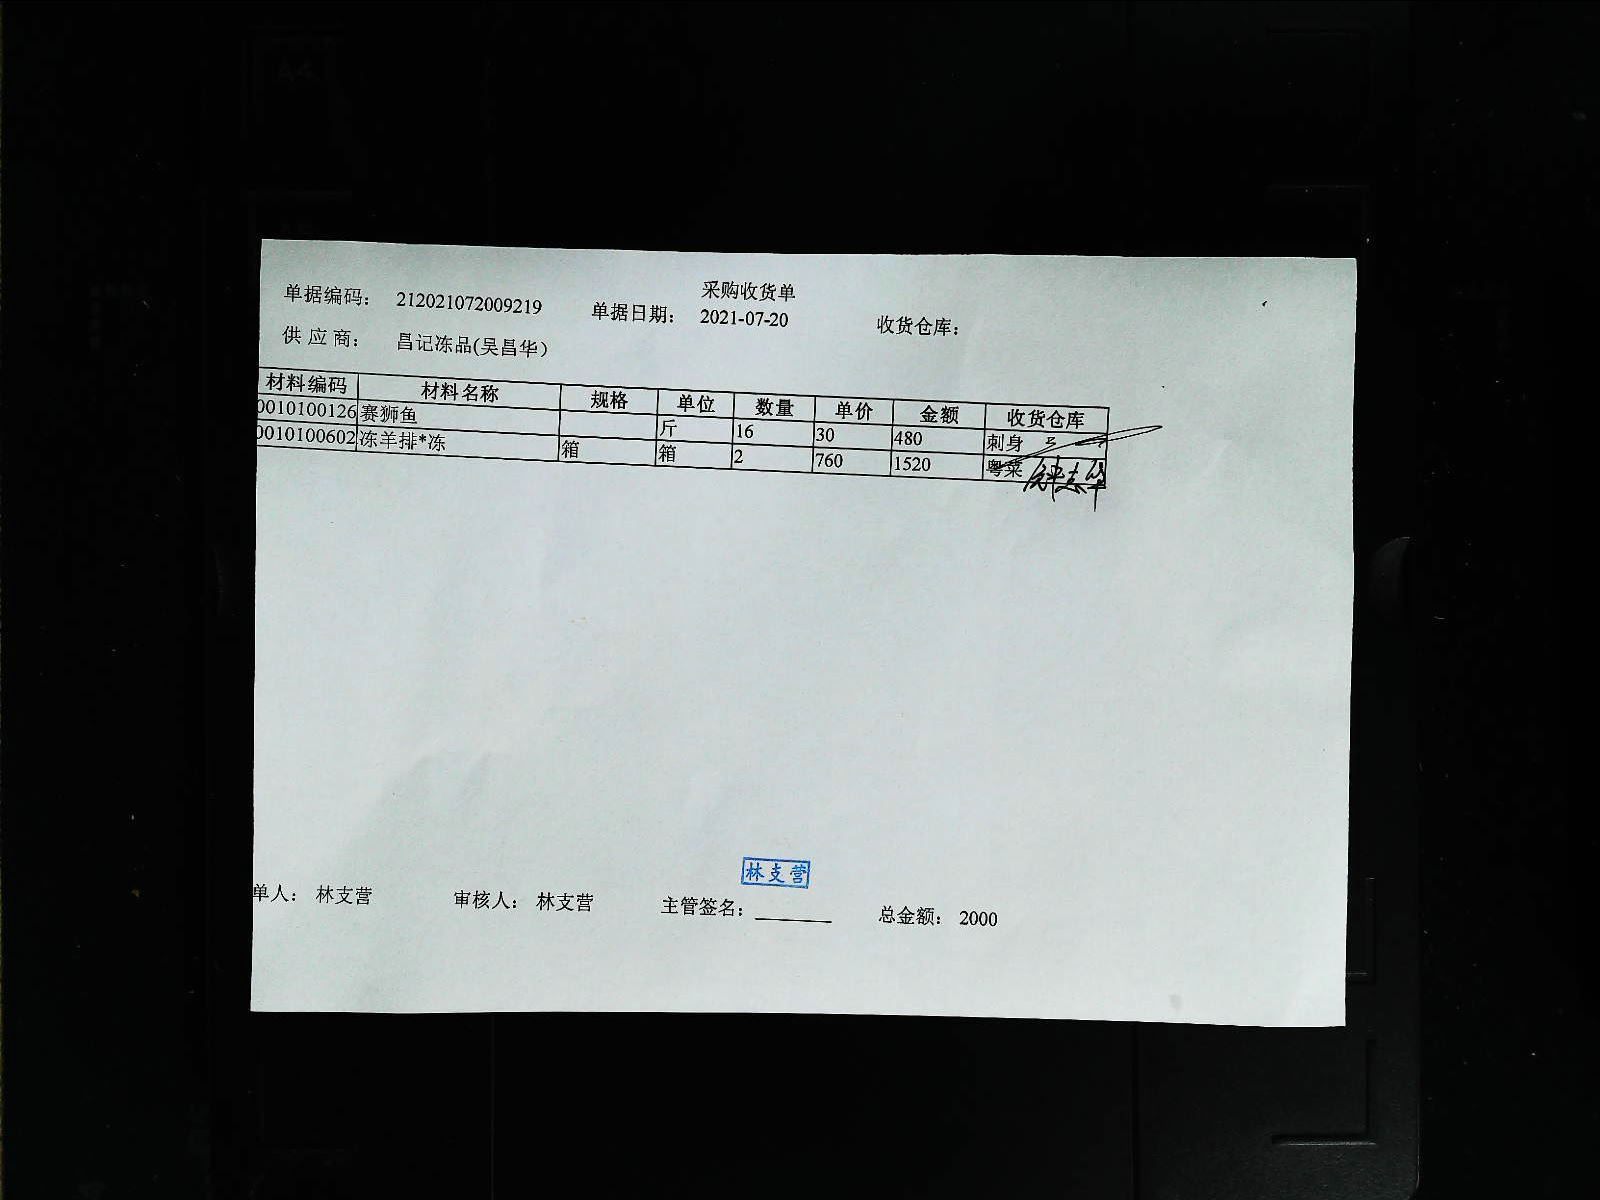 采购收货单
单据编码: 212021072009219 单据日期: 2021-07-20 收货仓库:
供应商: 昌记冻品(吴昌华)
材料编码 材料名称 规格 单位 数量 单价 金额 收货仓库
0010100126 赛狮鱼 斤 16 30 480 刺身
0010100602 冻羊排*冻 箱 箱 2 760 1520 粤菜
钟志华
林支营
单人: 林支营 审核人: 林支营 主管签名: 总金额: 2000